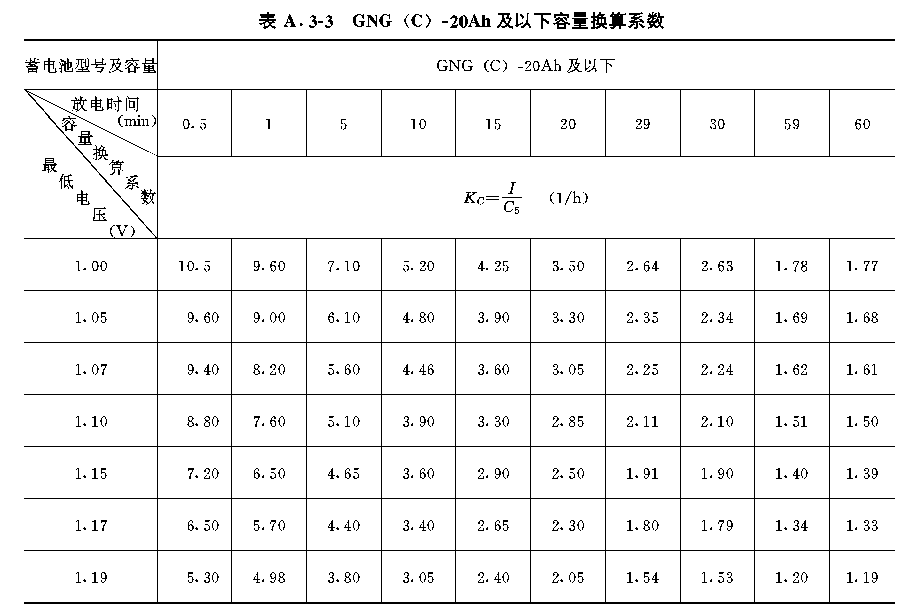 表 A.3-3 GNG（C）-20Ah 及以下容量换算系数
蓄电池型号及容量 GNG（C）-20Ah 及以下
放电时间
(min)
容量换算系数
最低电压
(V)
0.5 1 5 10 15 20 29 30 59 60
K_C=I/C_5 （1/h）
1.00 10.5 9.60 7.10 5.20 4.25 3.50 2.64 2.63 1.78 1.77
1.05 9.60 9.00 6.10 4.80 3.90 3.30 2.35 2.34 1.69 1.68
1.07 9.40 8.20 5.60 4.46 3.60 3.05 2.25 2.24 1.62 1.61
1.10 8.80 7.60 5.10 3.90 3.30 2.85 2.11 2.10 1.51 1.50
1.15 7.20 6.50 4.65 3.60 2.90 2.50 1.91 1.90 1.40 1.39
1.17 6.50 5.70 4.40 3.40 2.65 2.30 1.80 1.79 1.34 1.33
1.19 5.30 4.98 3.80 3.05 2.40 2.05 1.54 1.53 1.20 1.19